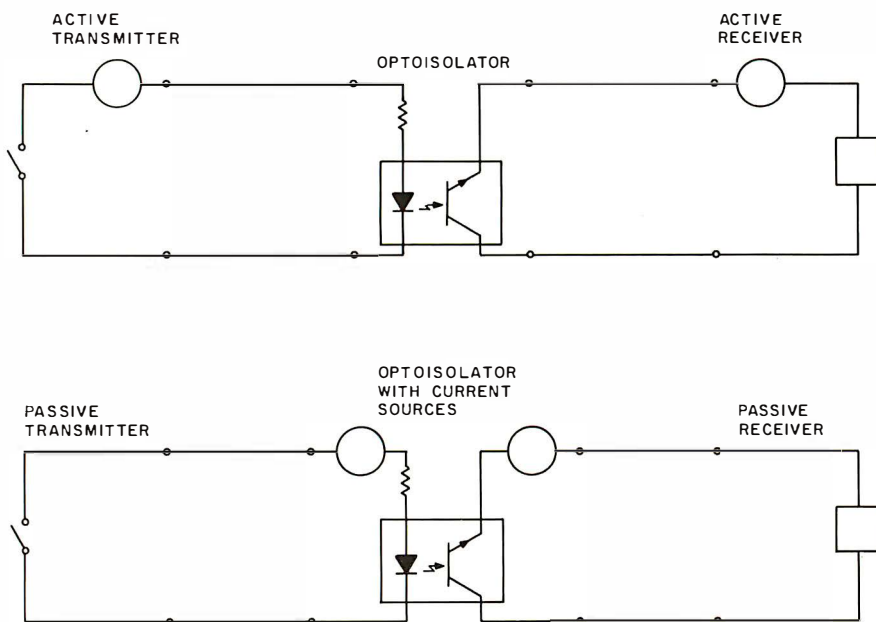 ACTIVE
TRANSMITTER
OPTOISOLATOR
ACTIVE
RECEIVER
PASSIVE
TRANSMITTER
OPTOISOLATOR
WITH CURRENT
SOURCES
PASSIVE
RECEIVER